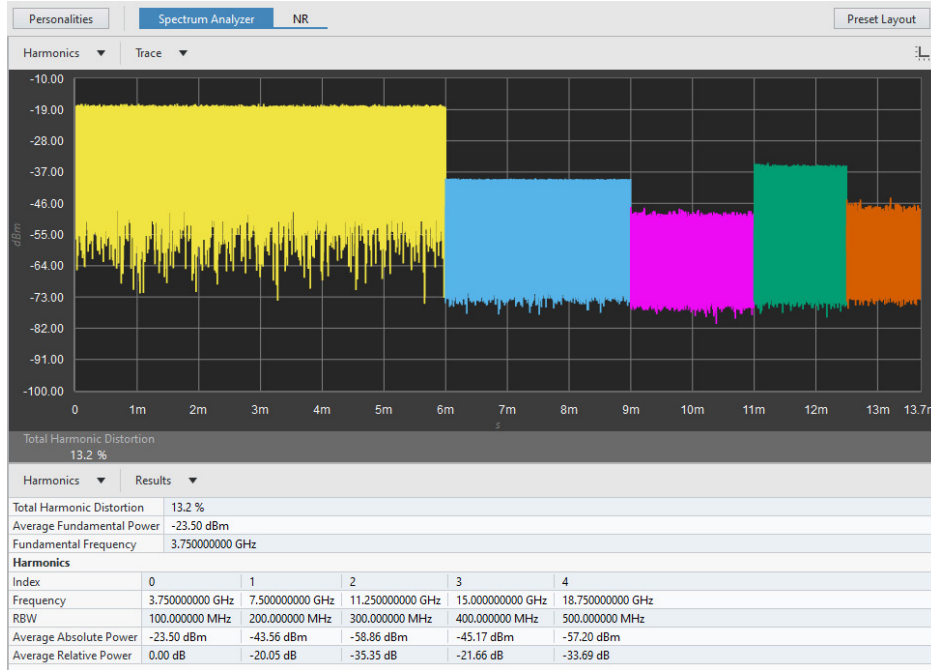 Personalities Spectrum Analyzer NR Preset Layout
Harmonics Trace
-10.00
-19.00
-28.00
-37.00
-46.00
-55.00
-64.00
-73.00
-82.00
-91.00
-100.00
dBm
0 1m 2m 3m 4m 5m 6m 7m 8m 9m 10m 11m 12m 13m 13.7
s
Total Harmonic Distortion
13.2 %
Harmonics Results
Total Harmonic Distortion 13.2 %
Average Fundamental Power -23.50 dBm
Fundamental Frequency 3.750000000 GHz
Harmonics
Index 0 1 2 3 4
Frequency 3.750000000 GHz 7.500000000 GHz 11.250000000 GHz 15.000000000 GHz 18.750000000 GHz
RBW 100.000000 MHz 200.000000 MHz 300.000000 MHz 400.000000 MHz 500.000000 MHz
Average Absolute Power -23.50 dBm -43.56 dBm -58.86 dBm -45.17 dBm -57.20 dBm
Average Relative Power 0.00 dB -20.05 dB -35.35 dB -21.66 dB -33.69 dB